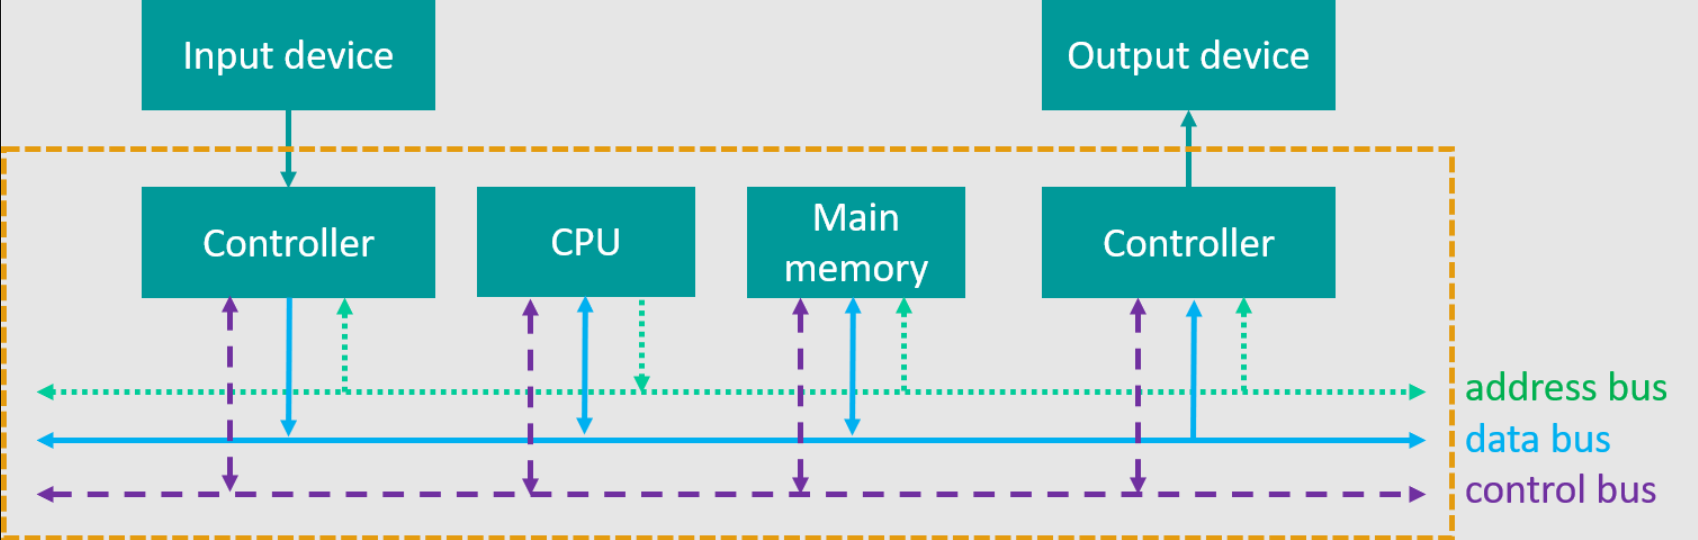 Input device
Output device
Controller
CPU
Main
memory
Controller
address bus
data bus
control bus